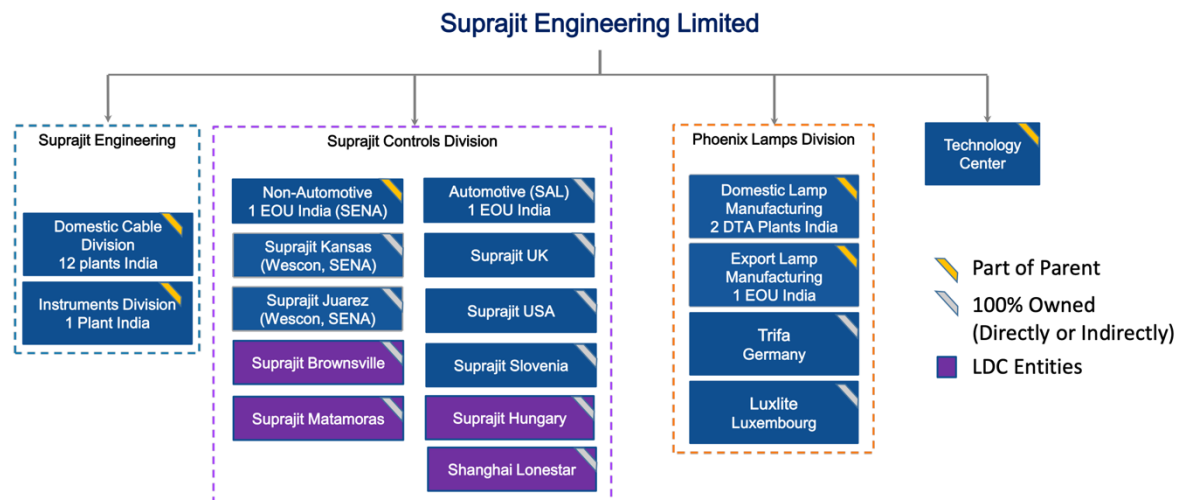 Suprajit Engineering Limited
Suprajit Engineering
Domestic Cable
Division
12 plants India
Instruments Division
1 Plant India
Suprajit Controls Division
Non-Automotive
1 EOU India (SENA)
Suprajit Kansas
(Wescon, SENA)
Suprajit Juarez
(Wescon, SENA)
Suprajit Brownsville
Suprajit Matamoras
Automotive (SAL)
1 EOU India
Suprajit UK
Suprajit USA
Suprajit Slovenia
Suprajit Hungary
Shanghai Lonestar
Phoenix Lamps Division
Domestic Lamp
Manufacturing
2 DTA Plants India
Export Lamp
Manufacturing
1 EOU India
Trifa
Germany
Luxlite
Luxembourg
Technology
Center
Part of Parent
100% Owned
(Directly or Indirectly)
LDC Entities